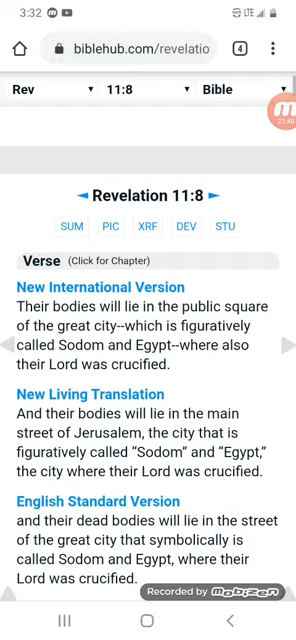 3:32 LTE
biblehub.com/revelatio 4
Rev 11:8 Bible
21:40
Revelation 11:8
SUM PIC XRF DEV STU
Verse (Click for Chapter)
New International Version
Their bodies will lie in the public square
of the great city--which is figuratively
called Sodom and Egypt--where also
their Lord was crucified.
New Living Translation
And their bodies will lie in the main
street of Jerusalem, the city that is
figuratively called “Sodom” and “Egypt,”
the city where their Lord was crucified.
English Standard Version
and their dead bodies will lie in the street
of the great city that symbolically is
called Sodom and Egypt, where their
Lord was crucified.
Recorded by mobizen